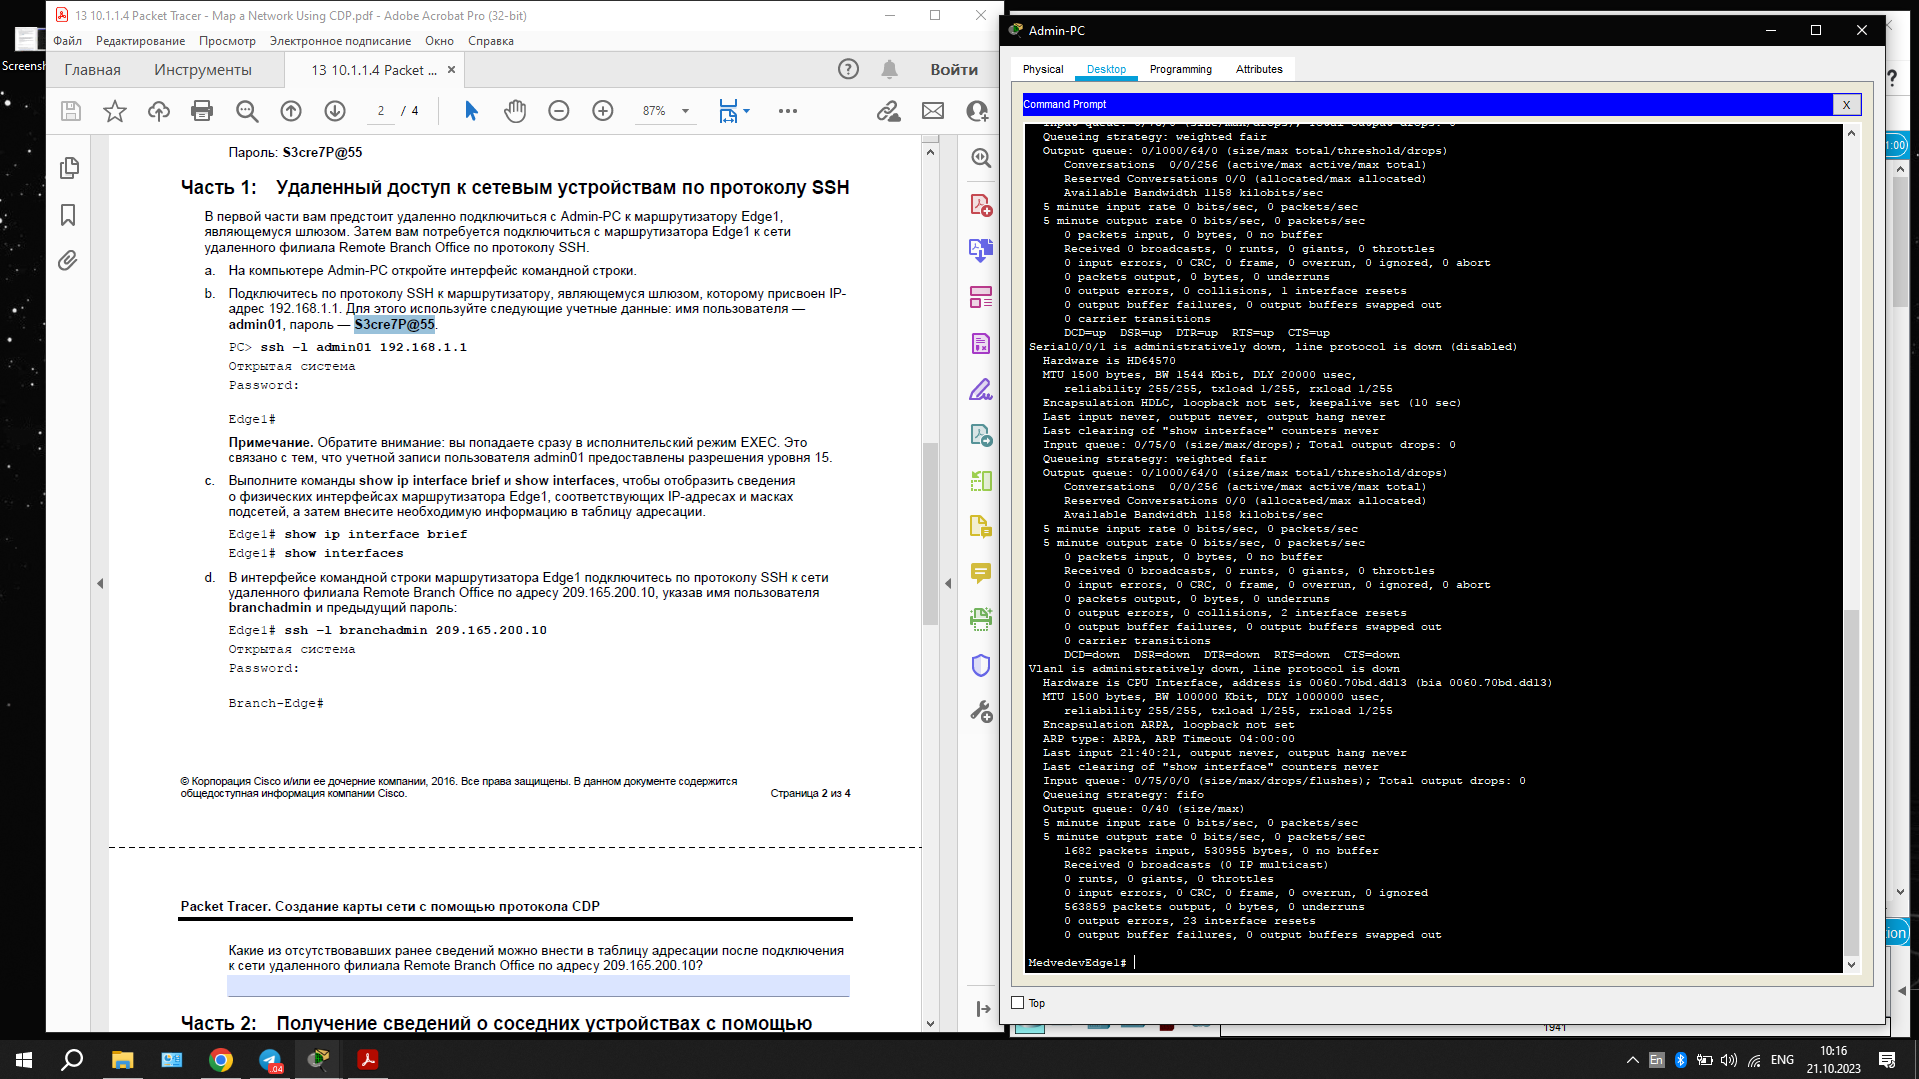 13 10.1.1.4 Packet Tracer - Map a Network Using CDP.pdf - Adobe Acrobat Pro (32-bit)
Файл Редактирование Просмотр Электронное подписание Окно Справка
Главная Инструменты 13 10.1.1.4 Packet ... × Войти
2 / 4 87%
Пароль: S3cre7P@55
Часть 1: Удаленный доступ к сетевым устройствам по протоколу SSH
В первой части вам предстоит удаленно подключиться с Admin-PC к маршрутизатору Edge1,
являющемуся шлюзом. Затем вам потребуется подключиться с маршрутизатора Edge1 к сети
удаленного филиала Remote Branch Office по протоколу SSH.
a. На компьютере Admin-PC откройте интерфейс командной строки.
b. Подключитесь по протоколу SSH к маршрутизатору, являющемуся шлюзом, которому присвоен IP-
адрес 192.168.1.1. Для этого используйте следующие учетные данные: имя пользователя —
admin01, пароль — S3cre7P@55.
PC> ssh –l admin01 192.168.1.1
Открытая система
Password:
Edge1#
Примечание. Обратите внимание: вы попадаете сразу в исполнительский режим EXEC. Это
связано с тем, что учетной записи пользователя admin01 предоставлены разрешения уровня 15.
c. Выполните команды show ip interface brief и show interfaces, чтобы отобразить сведения
о физических интерфейсах маршрутизатора Edge1, соответствующих IP-адресах и масках
подсетей, а затем внесите необходимую информацию в таблицу адресации.
Edge1# show ip interface brief
Edge1# show interfaces
d. В интерфейсе командной строки маршрутизатора Edge1 подключитесь по протоколу SSH к сети
удаленного филиала Remote Branch Office по адресу 209.165.200.10, указав имя пользователя
branchadmin и предыдущий пароль:
Edge1# ssh –l branchadmin 209.165.200.10
Открытая система
Password:
Branch-Edge#
© Корпорация Cisco и/или ее дочерние компании, 2016. Все права защищены. В данном документе содержится
общедоступная информация компании Cisco. Страница 2 из 4
Packet Tracer. Создание карты сети с помощью протокола CDP
Какие из отсутствовавших ранее сведений можно внести в таблицу адресации после подключения
к сети удаленного филиала Remote Branch Office по адресу 209.165.200.10?
Часть 2: Получение сведений о соседних устройствах с помощью
Admin-PC
Physical Desktop Programming Attributes
Command Prompt X
Input queue: 0/75/0 (size/max/drops); Total output drops: 0
Queueing strategy: weighted fair
Output queue: 0/1000/64/0 (size/max total/threshold/drops)
Conversations 0/0/256 (active/max active/max total)
Reserved Conversations 0/0 (allocated/max allocated)
Available Bandwidth 1158 kilobits/sec
5 minute input rate 0 bits/sec, 0 packets/sec
5 minute output rate 0 bits/sec, 0 packets/sec
0 packets input, 0 bytes, 0 no buffer
Received 0 broadcasts, 0 runts, 0 giants, 0 throttles
0 input errors, 0 CRC, 0 frame, 0 overrun, 0 ignored, 0 abort
0 packets output, 0 bytes, 0 underruns
0 output errors, 0 collisions, 1 interface resets
0 output buffer failures, 0 output buffers swapped out
0 carrier transitions
DCD=up DSR=up DTR=up RTS=up CTS=up
Serial0/0/1 is administratively down, line protocol is down (disabled)
Hardware is HD64570
MTU 1500 bytes, BW 1544 Kbit, DLY 20000 usec,
reliability 255/255, txload 1/255, rxload 1/255
Encapsulation HDLC, loopback not set, keepalive set (10 sec)
Last input never, output never, output hang never
Last clearing of "show interface" counters never
Input queue: 0/75/0 (size/max/drops); Total output drops: 0
Queueing strategy: weighted fair
Output queue: 0/1000/64/0 (size/max total/threshold/drops)
Conversations 0/0/256 (active/max active/max total)
Reserved Conversations 0/0 (allocated/max allocated)
Available Bandwidth 1158 kilobits/sec
5 minute input rate 0 bits/sec, 0 packets/sec
5 minute output rate 0 bits/sec, 0 packets/sec
0 packets input, 0 bytes, 0 no buffer
Received 0 broadcasts, 0 runts, 0 giants, 0 throttles
0 input errors, 0 CRC, 0 frame, 0 overrun, 0 ignored, 0 abort
0 packets output, 0 bytes, 0 underruns
0 output errors, 0 collisions, 2 interface resets
0 output buffer failures, 0 output buffers swapped out
0 carrier transitions
DCD=down DSR=down DTR=down RTS=down CTS=down
Vlan1 is administratively down, line protocol is down
Hardware is CPU Interface, address is 0060.70bd.dd13 (bia 0060.70bd.dd13)
MTU 1500 bytes, BW 100000 Kbit, DLY 1000000 usec,
reliability 255/255, txload 1/255, rxload 1/255
Encapsulation ARPA, loopback not set
ARP type: ARPA, ARP Timeout 04:00:00
Last input 21:40:21, output never, output hang never
Last clearing of "show interface" counters never
Input queue: 0/75/0/0 (size/max/drops/flushes); Total output drops: 0
Queueing strategy: fifo
Output queue: 0/40 (size/max)
5 minute input rate 0 bits/sec, 0 packets/sec
5 minute output rate 0 bits/sec, 0 packets/sec
1682 packets input, 530955 bytes, 0 no buffer
Received 0 broadcasts (0 IP multicast)
0 runts, 0 giants, 0 throttles
0 input errors, 0 CRC, 0 frame, 0 overrun, 0 ignored
563859 packets output, 0 bytes, 0 underruns
0 output errors, 23 interface resets
0 output buffer failures, 0 output buffers swapped out
MedvedevEdge1#
Top
1941
Screensh
1:00
ion
..04
En
ENG
10:16
21.10.2023